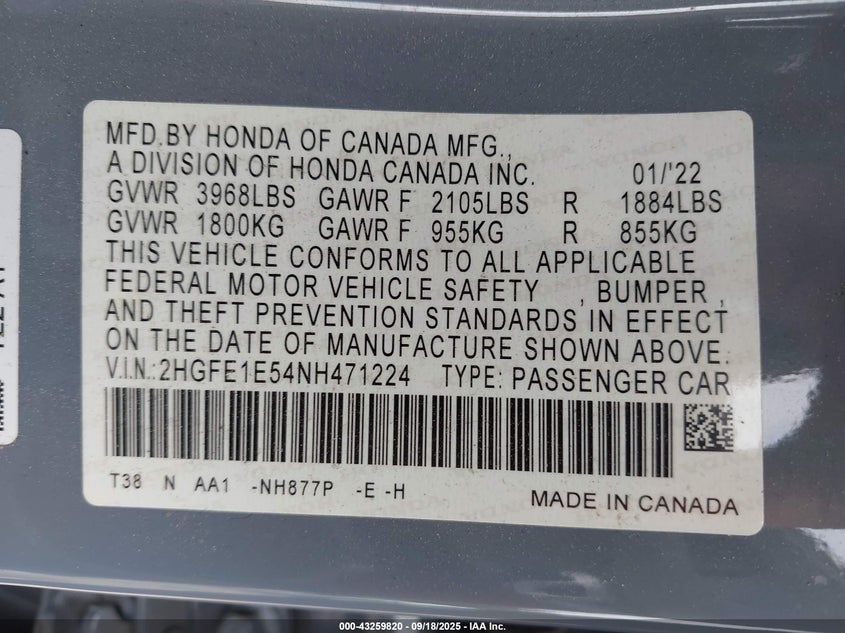 MFD.BY HONDA OF CANADA MFG.,
A DIVISION OF HONDA CANADA INC. 01/'22
GVWR 3968LBS GAWR F 2105LBS R 1884LBS
GVWR 1800KG GAWR F 955KG R 855KG
THIS VEHICLE CONFORMS TO ALL APPLICABLE
FEDERAL MOTOR VEHICLE SAFETY , BUMPER ,
AND THEFT PREVENTION STANDARDS IN EFFECT
ON THE DATE OF MANUFACTURE SHOWN ABOVE.
V.I.N.:2HGFE1E54NH471224 TYPE: PASSENGER CAR
T38 N AA1 -NH877P -E -H
MADE IN CANADA
000-43259820 - 09/18/2025 - IAA Inc.